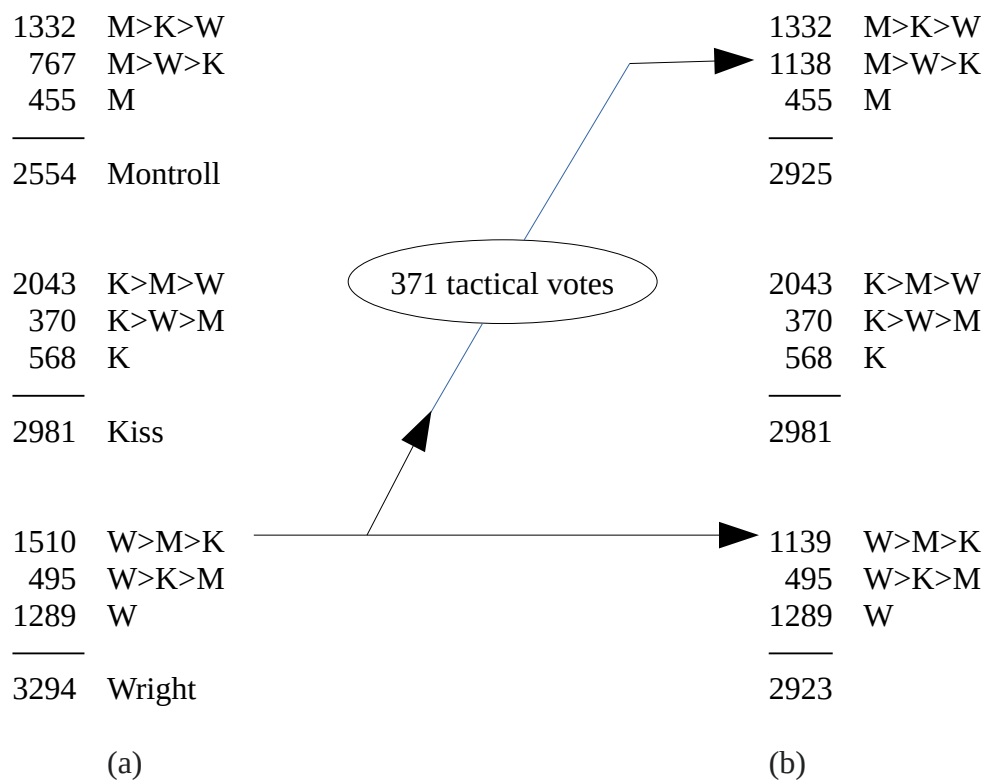 1332 M>K>W
767 M>W>K
455 M
2554 Montroll
2043 K>M>W
370 K>W>M
568 K
2981 Kiss
1510 W>M>K
495 W>K>M
1289 W
3294 Wright
(a)
371 tactical votes
1332 M>K>W
1138 M>W>K
455 M
2925
2043 K>M>W
370 K>W>M
568 K
2981
1139 W>M>K
495 W>K>M
1289 W
2923
(b)